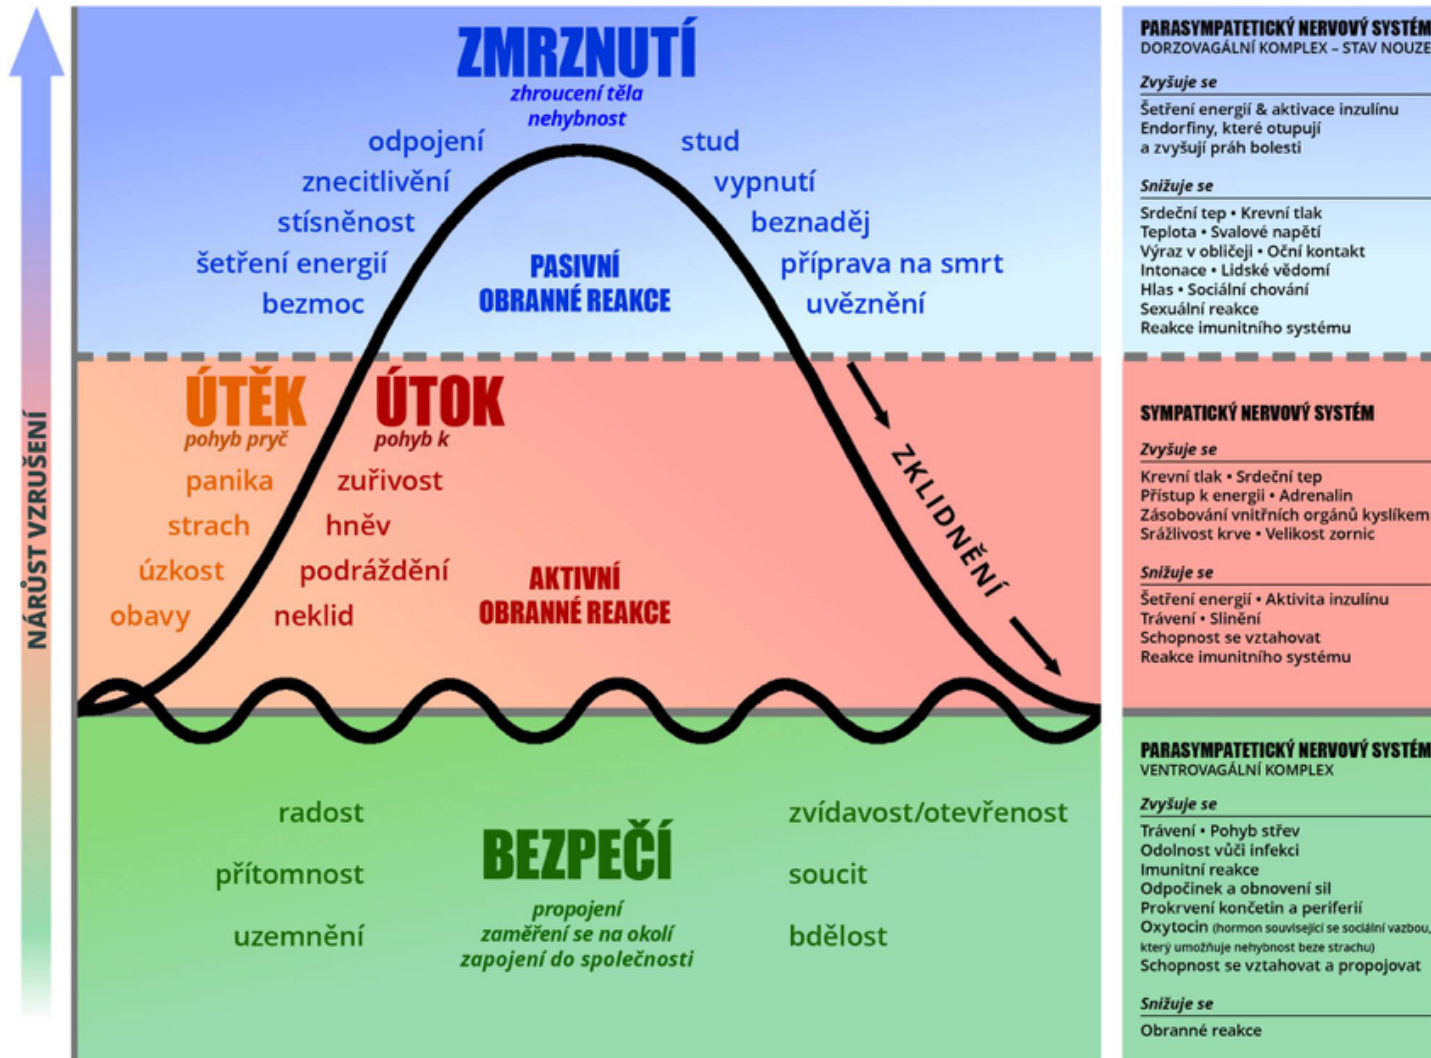 NÁRŮST VZRUŠENÍ
ZMRZNUTÍ
zhroucení těla
nehybnost
odpojení
znecitlivění
stísněnost
šetření energií
bezmoc
stud
vypnutí
beznaděj
příprava na smrt
uvěznění
PASIVNÍ
OBRANNÉ REAKCE
ÚTĚK
pohyb pryč
panika
strach
úzkost
obavy
ÚTOK
pohyb k
zuřivost
hněv
podráždění
neklid
AKTIVNÍ
OBRANNÉ REAKCE
ZKLIDNĚNÍ
radost
přítomnost
uzemnění
BEZPEČÍ
propojení
zaměření se na okolí
zapojení do společnosti
zvídavost/otevřenost
soucit
bdělost
PARASYMPATETICKÝ NERVOVÝ SYSTÉM
DORZOVAGÁLNÍ KOMPLEX – STAV NOUZE
Zvyšuje se
Šetření energií & aktivace inzulínu
Endorfiny, které otupují
a zvyšují práh bolesti
Snižuje se
Srdeční tep • Krevní tlak
Teplota • Svalové napětí
Výraz v obličeji • Oční kontakt
Intonace • Lidské vědomí
Hlas • Sociální chování
Sexuální reakce
Reakce imunitního systému
SYMPATICKÝ NERVOVÝ SYSTÉM
Zvyšuje se
Krevní tlak • Srdeční tep
Přístup k energii • Adrenalin
Zásobování vnitřních orgánů kyslíkem
Srážlivost krve • Velikost zornic
Snižuje se
Šetření energií • Aktivita inzulínu
Trávení • Slinění
Schopnost se vztahovat
Reakce imunitního systému
PARASYMPATETICKÝ NERVOVÝ SYSTÉM
VENTROVAGÁLNÍ KOMPLEX
Zvyšuje se
Trávení • Pohyb střev
Odolnost vůči infekci
Imunitní reakce
Odpočinek a obnovení sil
Prokrvení končetin a periferií
Oxytocin (hormon související se sociální vazbou,
který umožňuje nehybnost beze strachu)
Schopnost se vztahovat a propojovat
Snižuje se
Obranné reakce